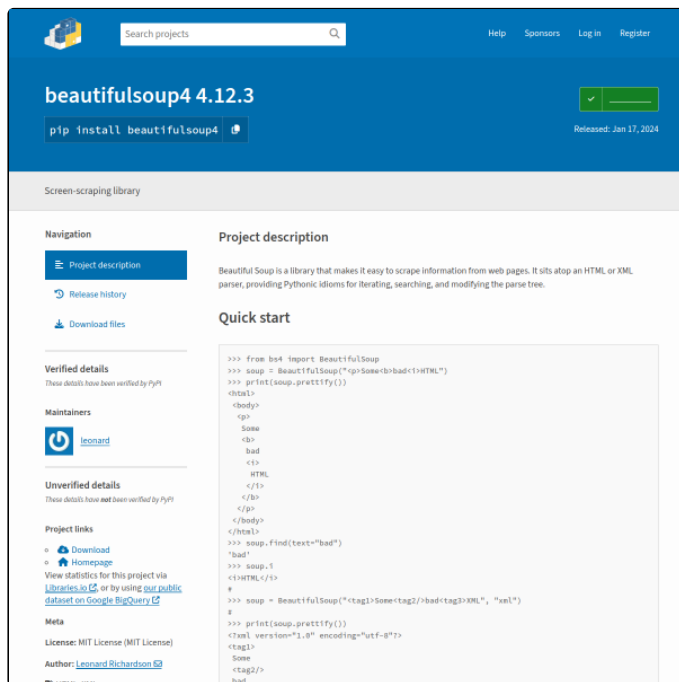 Search projects
Help Sponsors Log in Register
beautifulsoup4 4.12.3
pip install beautifulsoup4
Released: Jan 17, 2024
Screen-scraping library
Navigation
Project description
Release history
Download files
Verified details
These details have been verified by PyPI
Maintainers
leonard
Unverified details
These details have not been verified by PyPI
Project links
Download
Homepage
View statistics for this project via
Libraries.io, or by using our public
dataset on Google BigQuery
Meta
License: MIT License (MIT License)
Author: Leonard Richardson
Project description
Beautiful Soup is a library that makes it easy to scrape information from web pages. It sits atop an HTML or XML
parser, providing Pythonic idioms for iterating, searching, and modifying the parse tree.
Quick start
>>> from bs4 import BeautifulSoup
>>> soup = BeautifulSoup("<p>Some<b>bad<i>HTML")
>>> print(soup.prettify())
<html>
<body>
<p>
Some
<b>
bad
<i>
HTML
</i>
</b>
</p>
</body>
</html>
>>> soup.find(text="bad")
'bad'
>>> soup.i
<i>HTML</i>
#
>>> soup = BeautifulSoup("<tag1>Some<tag2/>bad<tag3>XML", "xml")
#
>>> print(soup.prettify())
<?xml version="1.0" encoding="utf-8"?>
<tag1>
Some
<tag2/>
bad